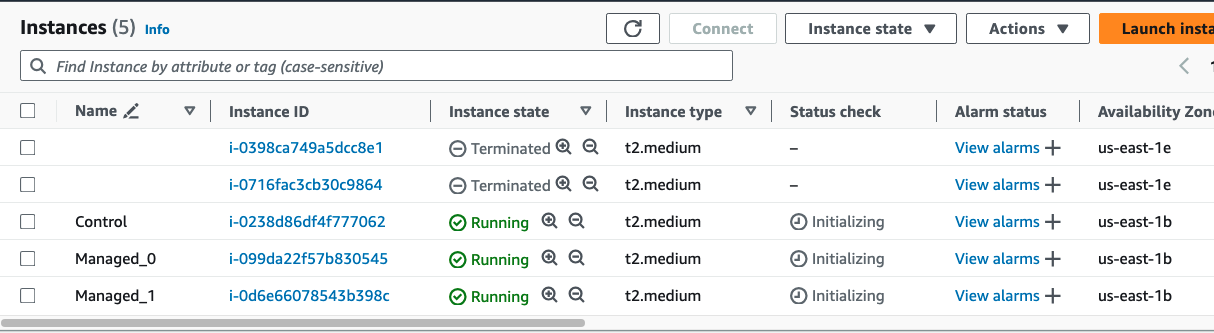 Instances (5) Info Connect Instance state Actions Launch insta
Find Instance by attribute or tag (case-sensitive)
Name Instance ID Instance state Instance type Status check Alarm status Availability Zone
i-0398ca749a5dcc8e1 Terminated t2.medium – View alarms us-east-1e
i-0716fac3cb30c9864 Terminated t2.medium – View alarms us-east-1e
Control i-0238d86df4f777062 Running t2.medium Initializing View alarms us-east-1b
Managed_0 i-099da22f57b830545 Running t2.medium Initializing View alarms us-east-1b
Managed_1 i-0d6e66078543b398c Running t2.medium Initializing View alarms us-east-1b